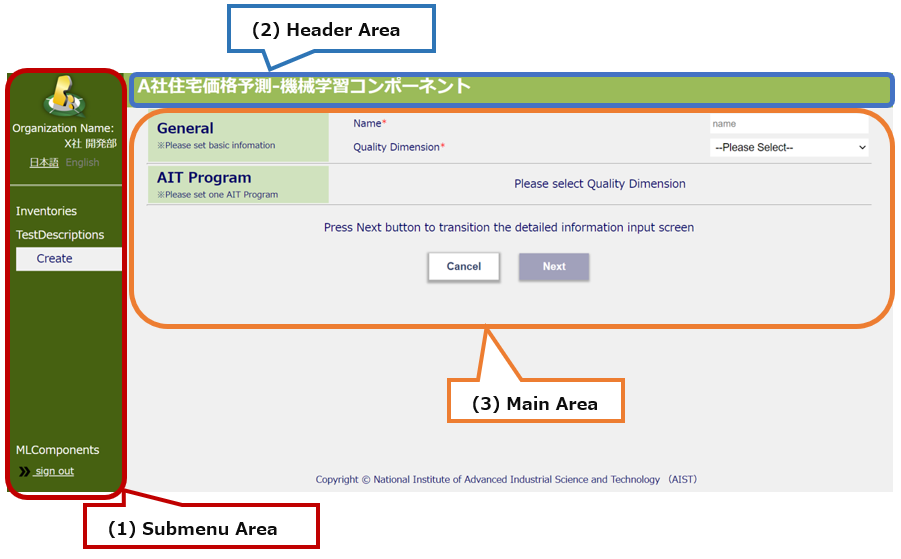 (2) Header Area
A社住宅価格予測-機械学習コンポーネント
Organization Name:
X社 開発部
日本語 English
Inventories
TestDescriptions
Create
MLComponents
sign out
General
※Please set basic infomation
Name*
name
Quality Dimension*
--Please Select--
AIT Program
※Please set one AIT Program
Please select Quality Dimension
Press Next button to transition the detailed information input screen
Cancel Next
(3) Main Area
Copyright © National Institute of Advanced Industrial Science and Technology （AIST）
(1) Submenu Area